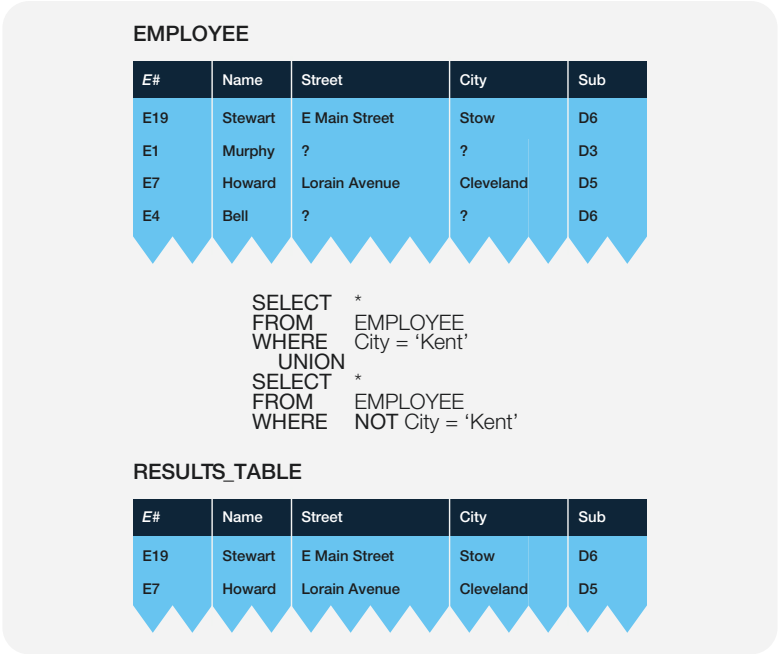 EMPLOYEE
E# Name Street City Sub
E19 Stewart E Main Street Stow D6
E1 Murphy ? ? D3
E7 Howard Lorain Avenue Cleveland D5
E4 Bell ? ? D6
SELECT *
FROM EMPLOYEE
WHERE City = ‘Kent’
UNION
SELECT *
FROM EMPLOYEE
WHERE NOT City = ‘Kent’
RESULTS_TABLE
E# Name Street City Sub
E19 Stewart E Main Street Stow D6
E7 Howard Lorain Avenue Cleveland D5